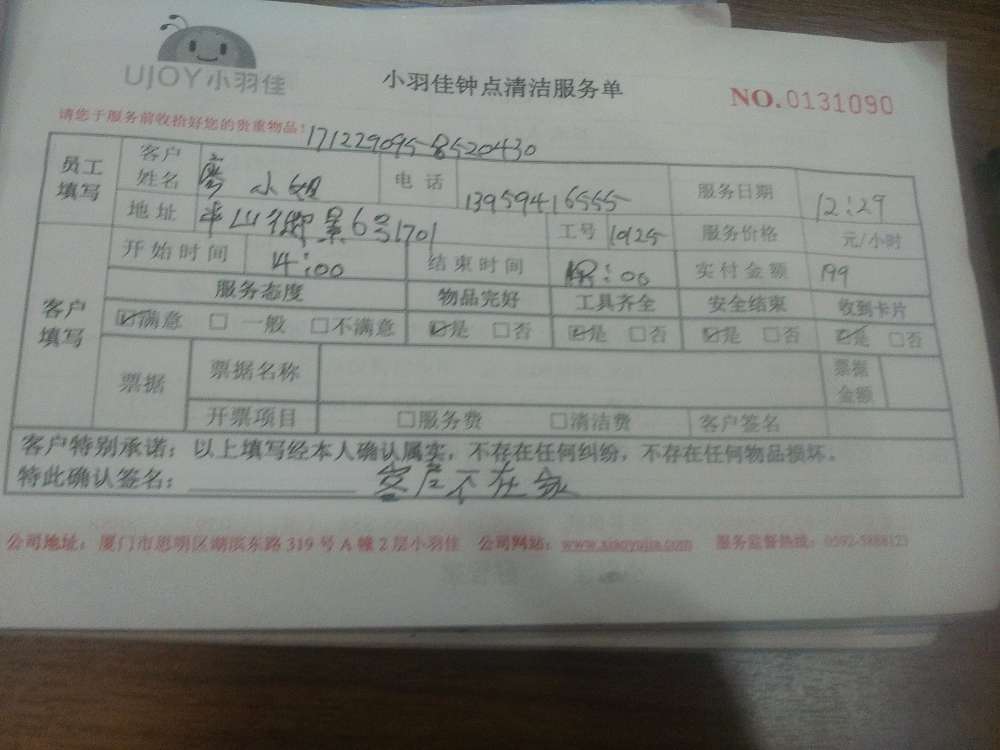 UJOY小羽佳
小羽佳钟点清洁服务单
NO.0131090
请您于服务前收拾好您的贵重物品!
171229095-8520430
员工填写 客户姓名 小姐 电话 13959416555 服务日期 12:29
地址 半山御景6号1701 工号 1925 服务价格 元/小时
客户填写 开始时间 14:00 结束时间 18:00 实付金额 199
服务态度 物品完好 工具齐全 安全结束 收到卡片
☑满意 □一般 □不满意 ☑是 □否 ☑是 □否 ☑是 □否 ☑是 □否
票据 票据名称 票据金额
开票项目 □服务费 □清洁费 客户签名
客户特别承诺:以上填写经本人确认属实,不存在任何纠纷,不存在任何物品损坏。
特此确认签名: 客户不在家
公司地址:厦门市思明区湖滨东路319号A幢2层小羽佳 公司网站:www.xiaoyujia.com 服务监督热线: